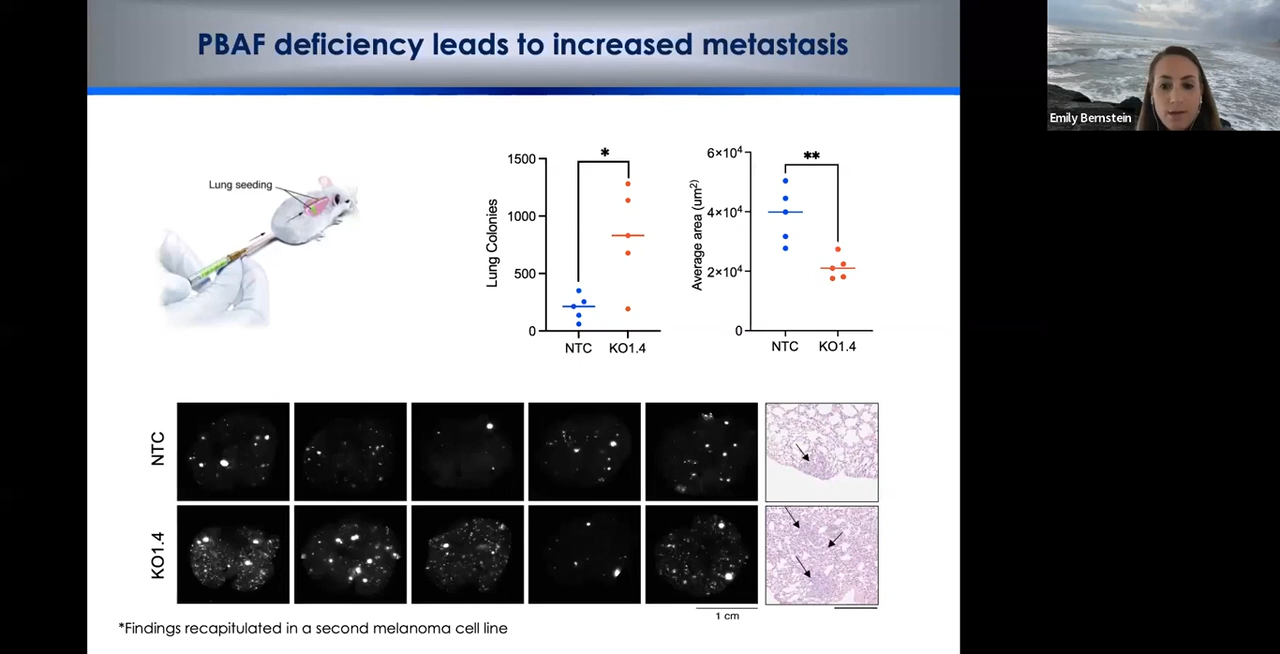 PBAF deficiency leads to increased metastasis
Emily Bernstein
Lung seeding
*
1500
1000
500
0
Lung Colonies
NTC KO1.4
**
6×10⁴
4×10⁴
2×10⁴
0
Average area (um²)
NTC KO1.4
NTC
KO1.4
1 cm
*Findings recapitulated in a second melanoma cell line